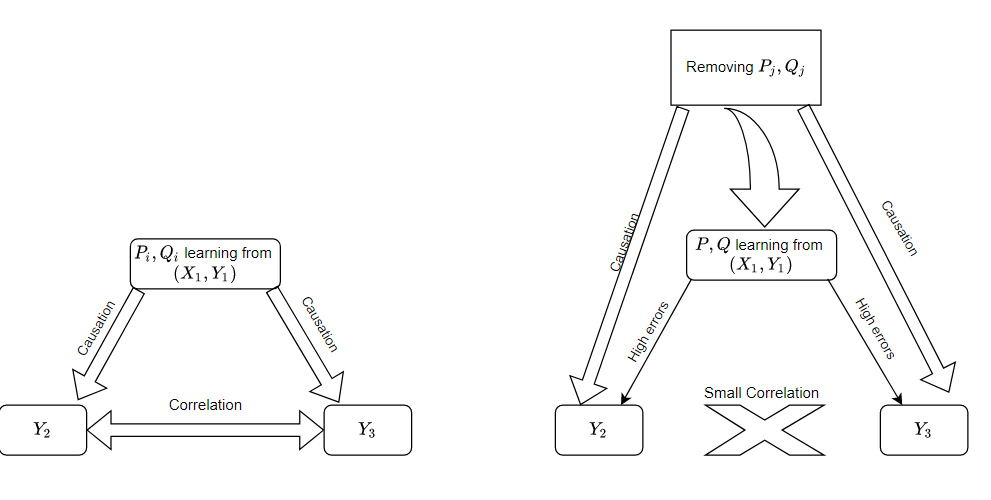 P_i, Q_i learning from
(X_1, Y_1)
Causation
Causation
Correlation
Y_2
Y_3
Removing P_j, Q_j
Causation
Causation
P, Q learning from
(X_1, Y_1)
High errors
High errors
Small Correlation
Y_2
Y_3